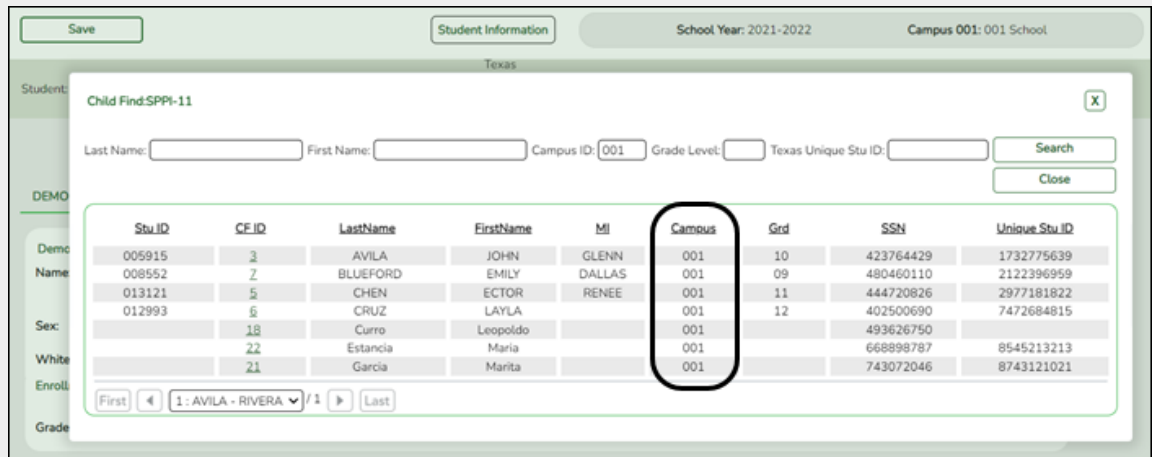 Save Student Information School Year: 2021-2022 Campus 001: 001 School
Texas
Student:
Child Find:SPPI-11 X
Last Name: First Name: Campus ID: 001 Grade Level: Texas Unique Stu ID: Search
Close
DEMO
Stu ID CF ID LastName FirstName MI Campus Grd SSN Unique Stu ID
Demo
005915 3 AVILA JOHN GLENN 001 10 423764429 1732775639
Name:
008552 7 BLUEFORD EMILY DALLAS 001 09 480460110 2122396959
013121 5 CHEN ECTOR RENEE 001 11 444720826 2977181822
012993 6 CRUZ LAYLA 001 12 402500690 7472684815
Sex:
18 Curro Leopoldo 001 493626750
22 Estancia Maria 001 668898787 8545213213
White
21 Garcia Marita 001 743072046 8743121021
Enroll
First 1 : AVILA - RIVERA / 1 Last
Grade